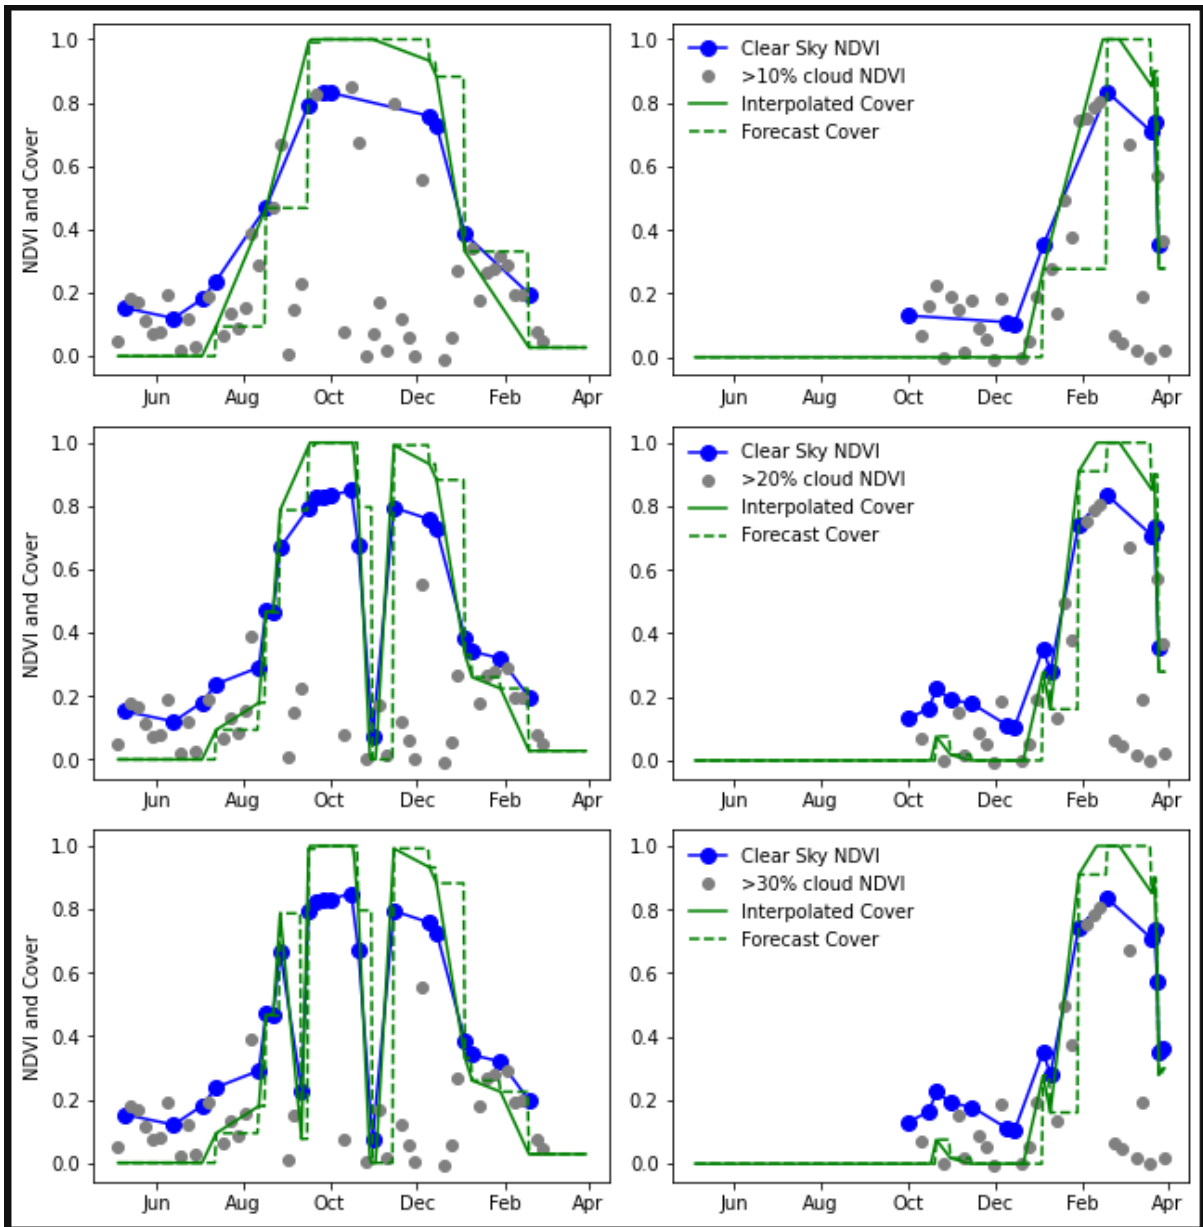 1.0
0.8
0.6
0.4
0.2
0.0
NDVI and Cover
Jun Aug Oct Dec Feb Apr
1.0
0.8
0.6
0.4
0.2
0.0
Clear Sky NDVI
>10% cloud NDVI
Interpolated Cover
Forecast Cover
Jun Aug Oct Dec Feb Apr
1.0
0.8
0.6
0.4
0.2
0.0
NDVI and Cover
Jun Aug Oct Dec Feb Apr
1.0
0.8
0.6
0.4
0.2
0.0
Clear Sky NDVI
>20% cloud NDVI
Interpolated Cover
Forecast Cover
Jun Aug Oct Dec Feb Apr
1.0
0.8
0.6
0.4
0.2
0.0
NDVI and Cover
Jun Aug Oct Dec Feb Apr
1.0
0.8
0.6
0.4
0.2
0.0
Clear Sky NDVI
>30% cloud NDVI
Interpolated Cover
Forecast Cover
Jun Aug Oct Dec Feb Apr